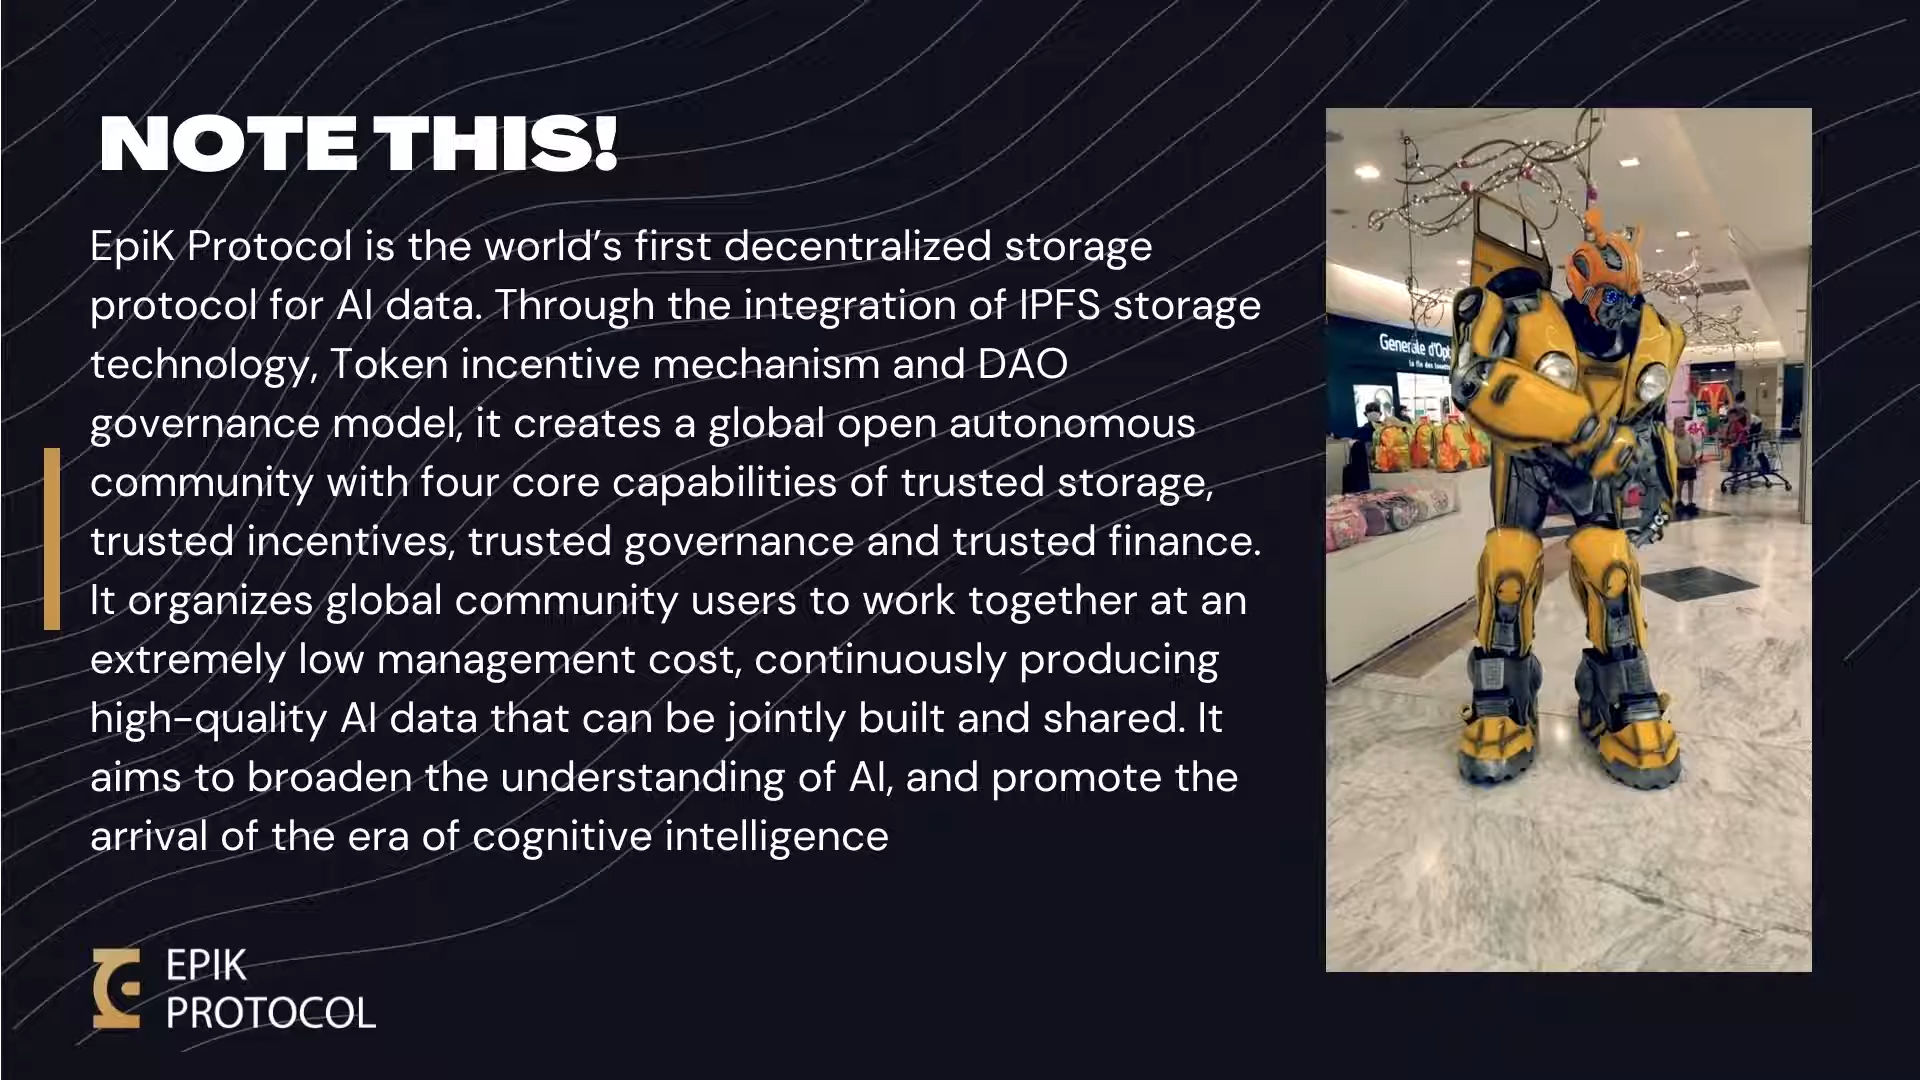 NOTE THIS!
EpiK Protocol is the world’s first decentralized storage
protocol for AI data. Through the integration of IPFS storage
technology, Token incentive mechanism and DAO
governance model, it creates a global open autonomous
community with four core capabilities of trusted storage,
trusted incentives, trusted governance and trusted finance.
It organizes global community users to work together at an
extremely low management cost, continuously producing
high-quality AI data that can be jointly built and shared. It
aims to broaden the understanding of AI, and promote the
arrival of the era of cognitive intelligence
EPIK
PROTOCOL
Generale d'Opt